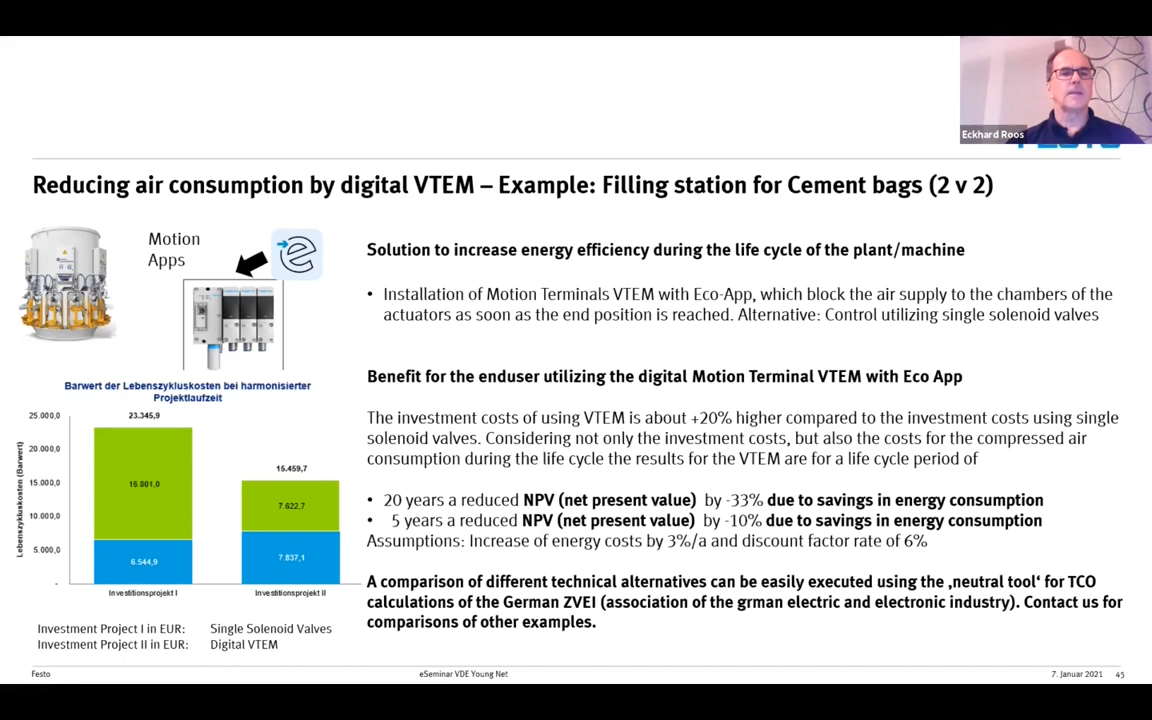 Eckhard Roos
Reducing air consumption by digital VTEM – Example: Filling station for Cement bags (2 v 2)
Motion
Apps
Solution to increase energy efficiency during the life cycle of the plant/machine
• Installation of Motion Terminals VTEM with Eco-App, which block the air supply to the chambers of the
actuators as soon as the end position is reached. Alternative: Control utilizing single solenoid valves
Barwert der Lebenszykluskosten bei harmonisierter
Projektlaufzeit
Lebenszykluskosten (Barwert)
25.000,0
20.000,0
15.000,0
10.000,0
5.000,0
-
23.345,9
16.801,0
6.544,9
15.459,7
7.622,7
7.837,1
Investitionsprojekt I
Investitionsprojekt II
Investment Project I in EUR: Single Solenoid Valves
Investment Project II in EUR: Digital VTEM
Benefit for the enduser utilizing the digital Motion Terminal VTEM with Eco App
The investment costs of using VTEM is about +20% higher compared to the investment costs using single
solenoid valves. Considering not only the investment costs, but also the costs for the compressed air
consumption during the life cycle the results for the VTEM are for a life cycle period of
• 20 years a reduced NPV (net present value) by -33% due to savings in energy consumption
• 5 years a reduced NPV (net present value) by -10% due to savings in energy consumption
Assumptions: Increase of energy costs by 3%/a and discount factor rate of 6%
A comparison of different technical alternatives can be easily executed using the ‚neutral tool‘ for TCO
calculations of the German ZVEI (association of the grman electric and electronic industry). Contact us for
comparisons of other examples.
Festo
eSeminar VDE Young Net
7. Januar 2021 45